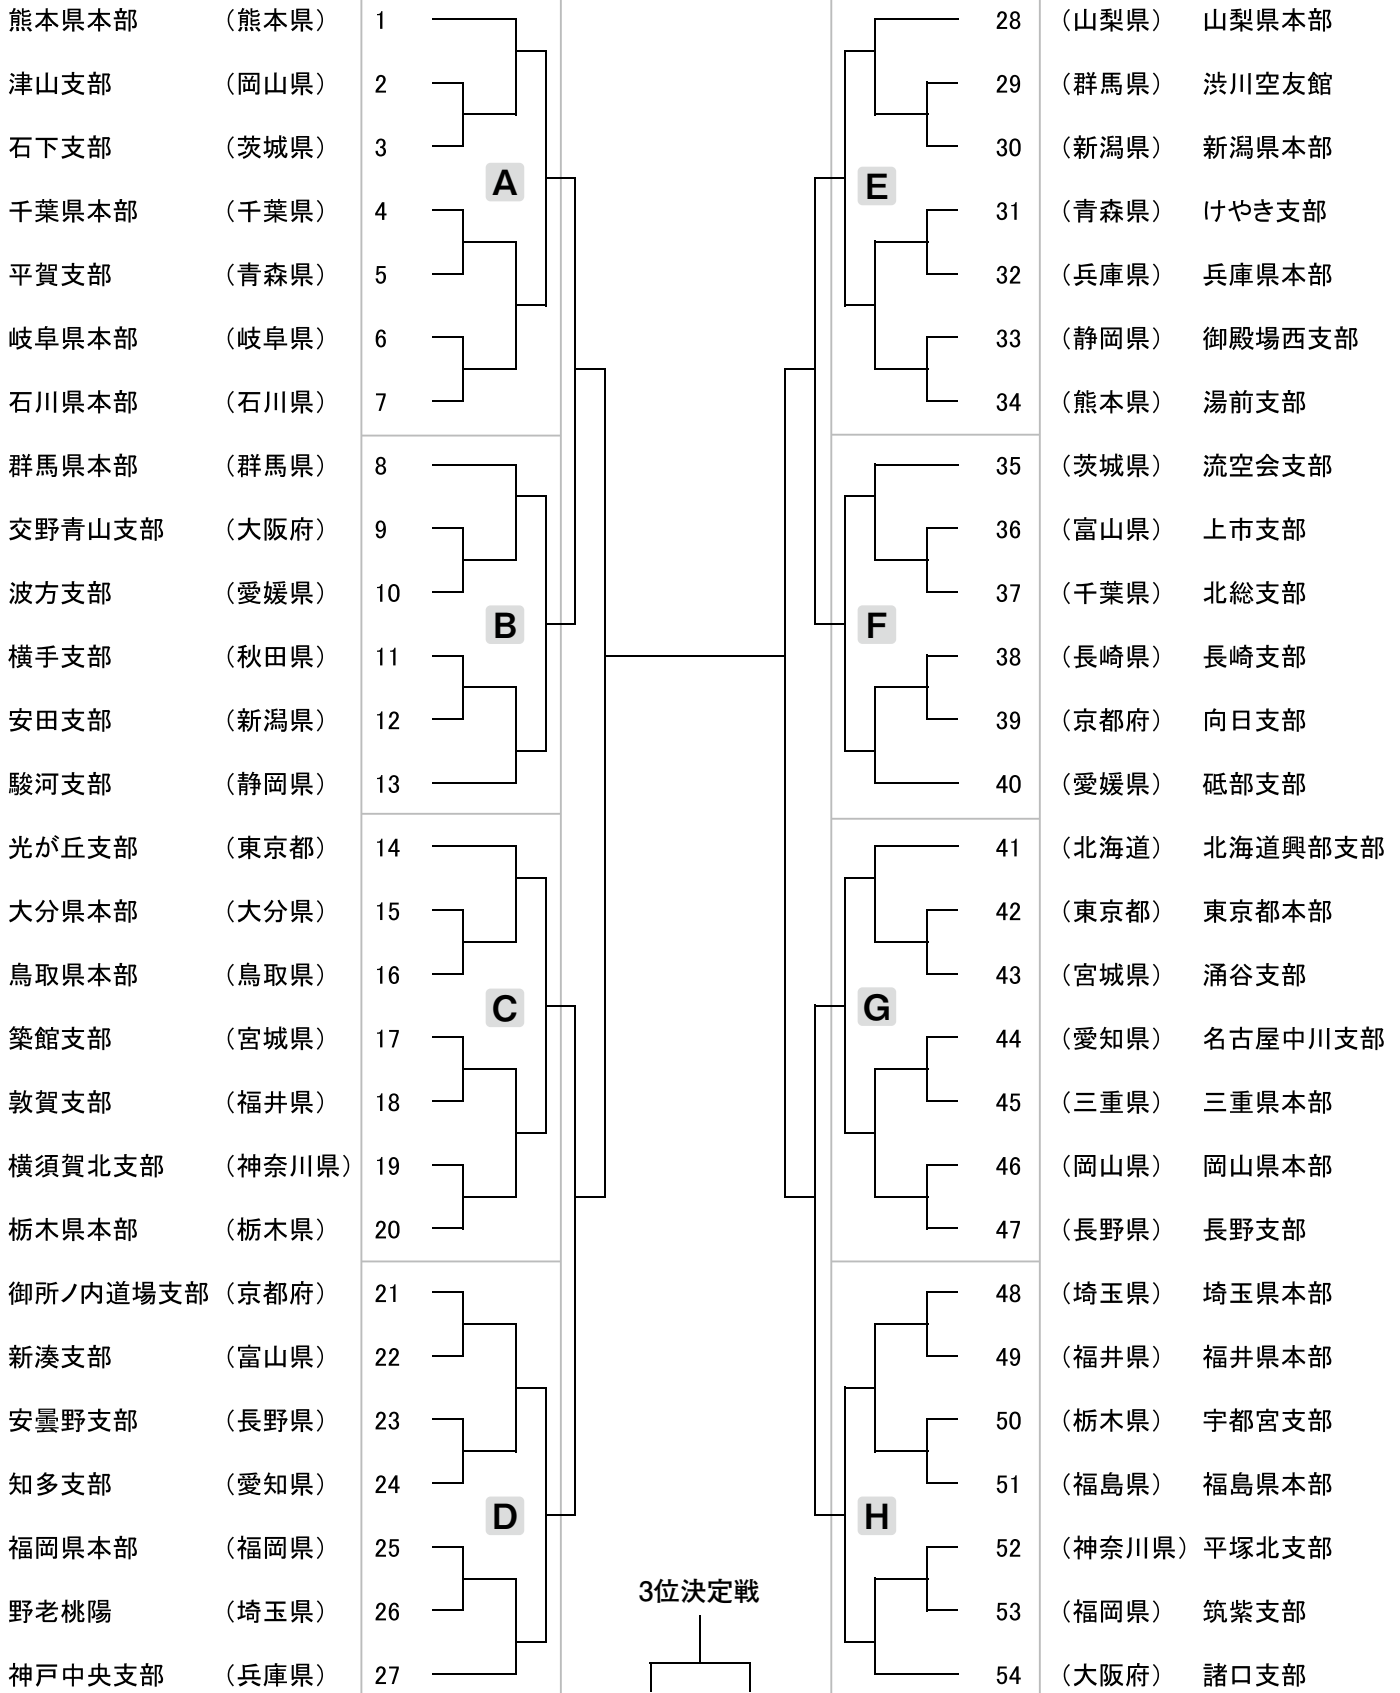 熊本県本部 （熊本県） 1
津山支部 （岡山県） 2
石下支部 （茨城県） 3
A
千葉県本部 （千葉県） 4
平賀支部 （青森県） 5
岐阜県本部 （岐阜県） 6
石川県本部 （石川県） 7
群馬県本部 （群馬県） 8
交野青山支部 （大阪府） 9
波方支部 （愛媛県） 10
B
横手支部 （秋田県） 11
安田支部 （新潟県） 12
駿河支部 （静岡県） 13
光が丘支部 （東京都） 14
大分県本部 （大分県） 15
鳥取県本部 （鳥取県） 16
C
築館支部 （宮城県） 17
敦賀支部 （福井県） 18
横須賀北支部 （神奈川県） 19
栃木県本部 （栃木県） 20
御所ノ内道場支部 （京都府） 21
新湊支部 （富山県） 22
安曇野支部 （長野県） 23
知多支部 （愛知県） 24
D
福岡県本部 （福岡県） 25
野老桃陽 （埼玉県） 26
神戸中央支部 （兵庫県） 27
28 （山梨県） 山梨県本部
29 （群馬県） 渋川空友館
30 （新潟県） 新潟県本部
E
31 （青森県） けやき支部
32 （兵庫県） 兵庫県本部
33 （静岡県） 御殿場西支部
34 （熊本県） 湯前支部
35 （茨城県） 流空会支部
36 （富山県） 上市支部
37 （千葉県） 北総支部
F
38 （長崎県） 長崎支部
39 （京都府） 向日支部
40 （愛媛県） 砥部支部
41 （北海道） 北海道興部支部
42 （東京都） 東京都本部
43 （宮城県） 涌谷支部
G
44 （愛知県） 名古屋中川支部
45 （三重県） 三重県本部
46 （岡山県） 岡山県本部
47 （長野県） 長野支部
48 （埼玉県） 埼玉県本部
49 （福井県） 福井県本部
50 （栃木県） 宇都宮支部
51 （福島県） 福島県本部
H
52 （神奈川県） 平塚北支部
53 （福岡県） 筑紫支部
54 （大阪府） 諸口支部
3位決定戦